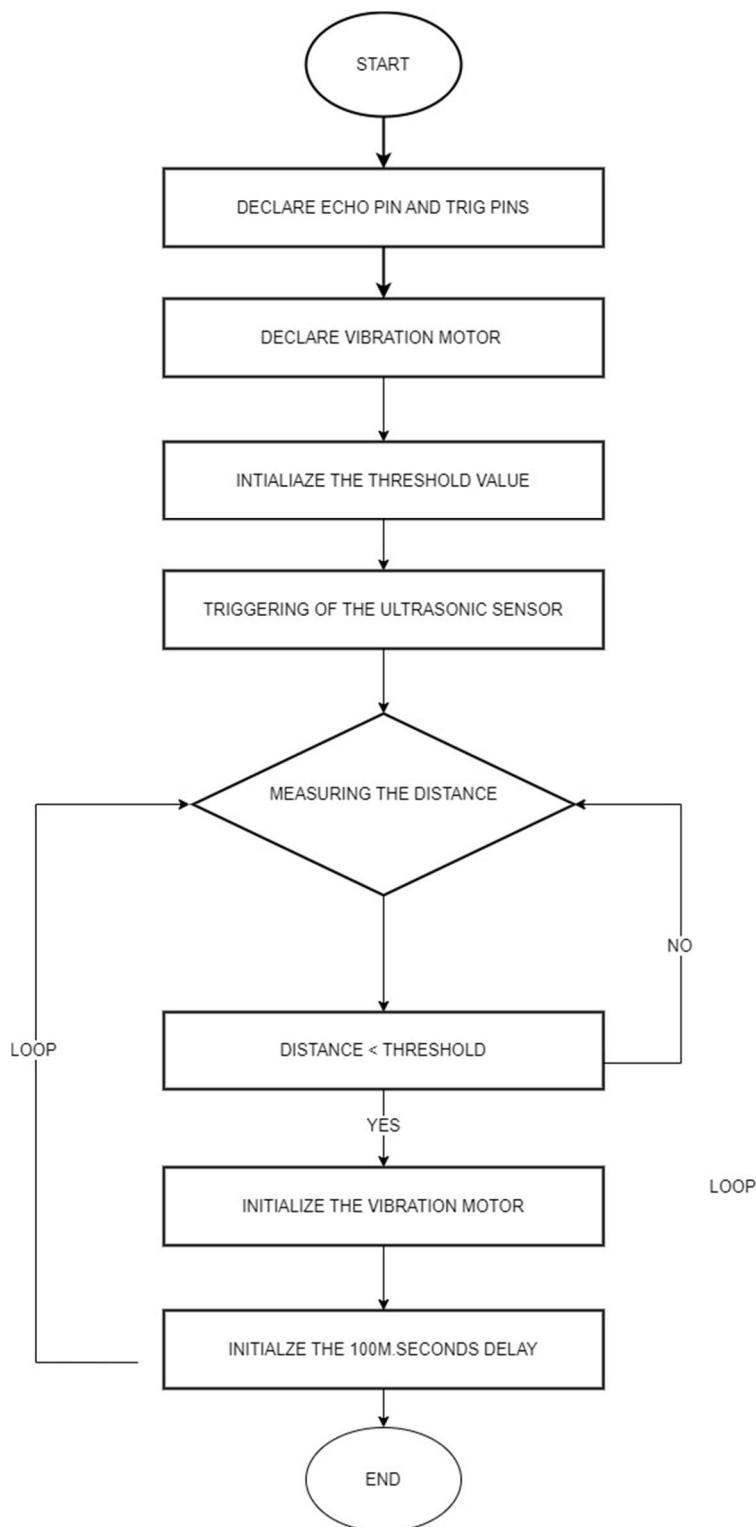 START
DECLARE ECHO PIN AND TRIG PINS
DECLARE VIBRATION MOTOR
INTIALIAZE THE THRESHOLD VALUE
TRIGGERING OF THE ULTRASONIC SENSOR
MEASURING THE DISTANCE
NO
LOOP
DISTANCE < THRESHOLD
YES
LOOP
INITIALIZE THE VIBRATION MOTOR
INITIALZE THE 100M.SECONDS DELAY
END